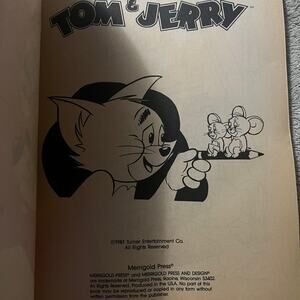 TOM & JERRY™
©1987 Turner Entertainment Co.
All Rights Reserved
Merrigold Press®
MERRIGOLD PRESS® and MERRIGOLD PRESS AND DESIGN®
are trademarks of Merrigold Press, Racine, Wisconsin 53402.
All Rights Reserved. Produced in the U.S.A. No part of this
book may be reproduced or copied in any form without
written permission from the publisher.